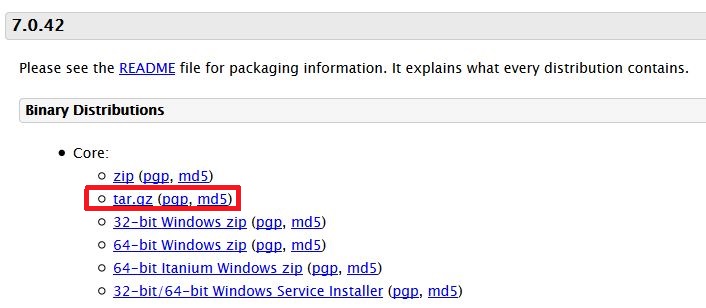 7.0.42
Please see the README file for packaging information. It explains what every distribution contains.
Binary Distributions
Core:
zip (pgp, md5)
tar.gz (pgp, md5)
32-bit Windows zip (pgp, md5)
64-bit Windows zip (pgp, md5)
64-bit Itanium Windows zip (pgp, md5)
32-bit/64-bit Windows Service Installer (pgp, md5)